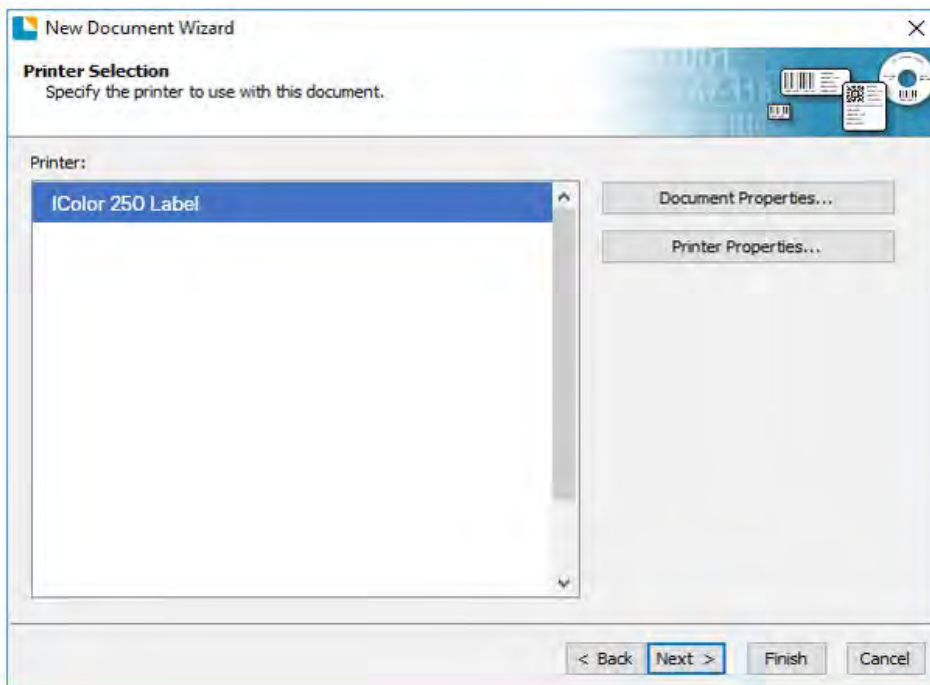 New Document Wizard
Printer Selection
Specify the printer to use with this document.
Printer:
IColor 250 Label
Document Properties...
Printer Properties...
< Back Next > Finish Cancel